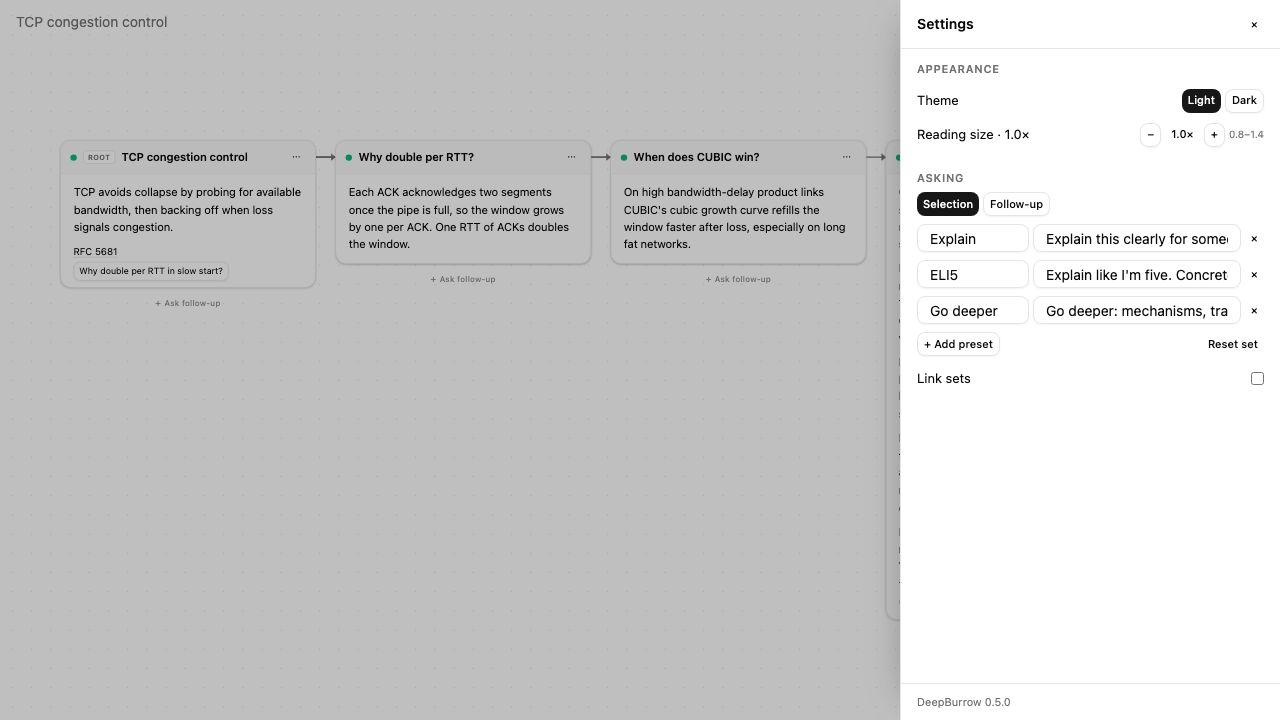 TCP congestion control
Settings
×
APPEARANCE
Theme
Light
Dark
Reading size · 1.0×
−
1.0×
+
0.8–1.4
ASKING
Selection
Follow-up
Explain
Explain this clearly for some
×
ELI5
Explain like I'm five. Concret
×
Go deeper
Go deeper: mechanisms, tra
×
+ Add preset
Reset set
Link sets
DeepBurrow 0.5.0
ROOT
TCP congestion control
···
TCP avoids collapse by probing for available
bandwidth, then backing off when loss
signals congestion.
RFC 5681
Why double per RTT in slow start?
+ Ask follow-up
Why double per RTT?
···
Each ACK acknowledges two segments
once the pipe is full, so the window grows
by one per ACK. One RTT of ACKs doubles
the window.
+ Ask follow-up
When does CUBIC win?
···
On high bandwidth-delay product links
CUBIC's cubic growth curve refills the
window faster after loss, especially on long
fat networks.
+ Ask follow-up